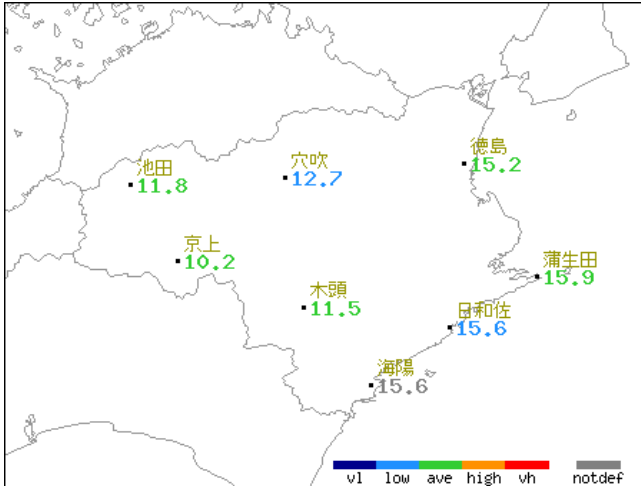 徳島
15.2
穴吹
12.7
池田
11.8
京上
10.2
蒲生田
15.9
木頭
11.5
日和佐
15.6
海陽
15.6
vl low ave high vh notdef